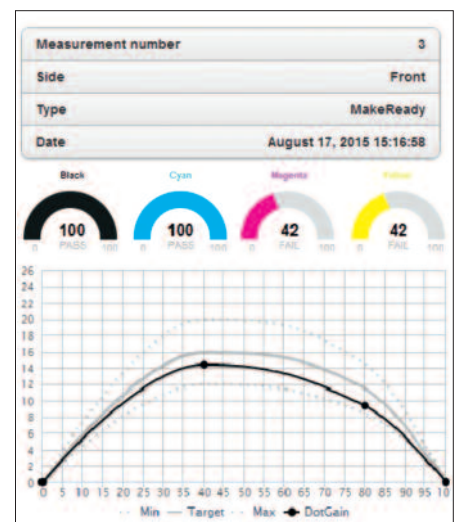 Measurement number 3
Side Front
Type MakeReady
Date August 17, 2015 15:16:58
Black Cyan Magenta Yellow
100 100 42 42
0 PASS 100 0 PASS 100 0 FAIL 100 0 FAIL 100
26
24
22
20
18
16
14
12
10
8
6
4
2
0
0 5 10 15 20 25 30 35 40 45 50 55 60 65 70 75 80 85 90 95 10
Min Target Max DotGain